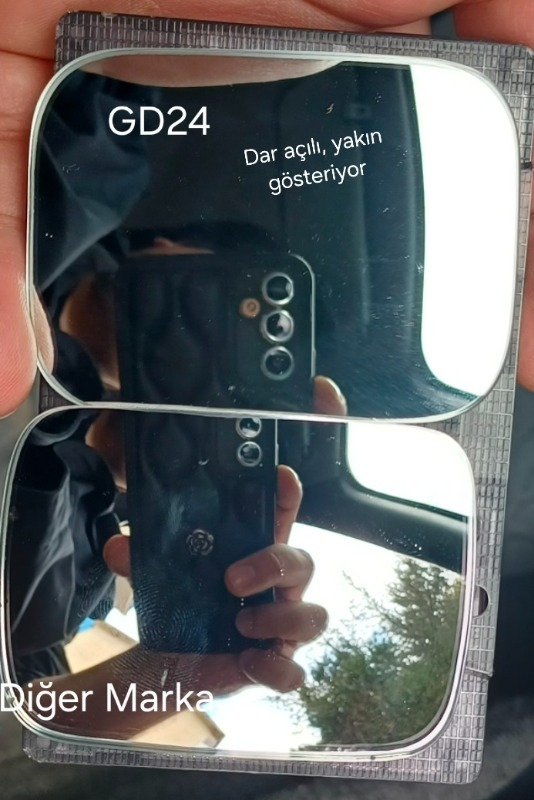 GD24
Dar açılı, yakın
gösteriyor
Diğer Marka